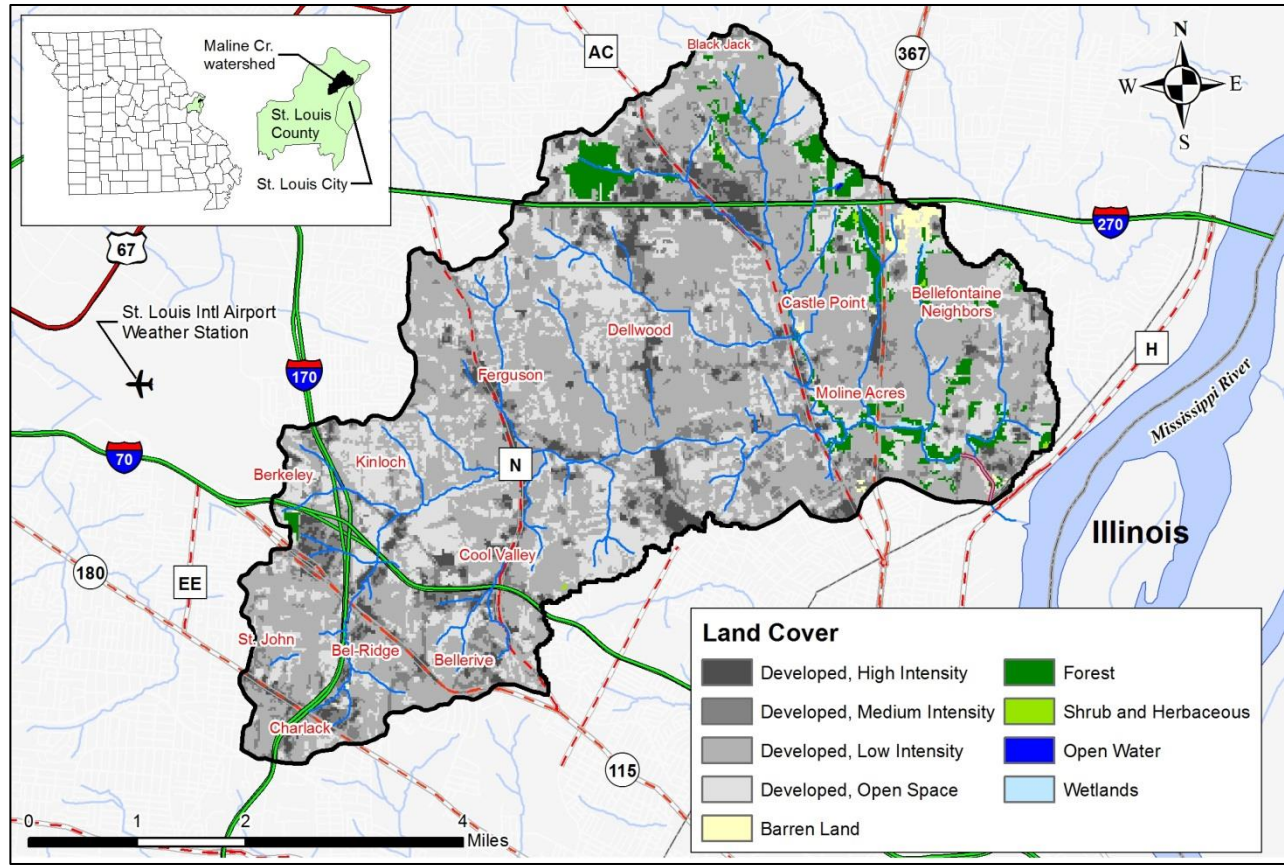 Maline Cr.
watershed
St. Louis
County
St. Louis City
67
St. Louis Intl Airport
Weather Station
170
70
180
EE
AC
Black Jack
367
N
W
E
S
270
Castle Point
Bellefontaine
Neighbors
Dellwood
H
Ferguson
Moline Acres
Mississippi River
Kinloch
N
Berkeley
Illinois
Cool Valley
St. John
Bel-Ridge
Bellerive
Charlack
115
0
1
2
4
Miles
Land Cover
Developed, High Intensity
Developed, Medium Intensity
Developed, Low Intensity
Developed, Open Space
Barren Land
Forest
Shrub and Herbaceous
Open Water
Wetlands